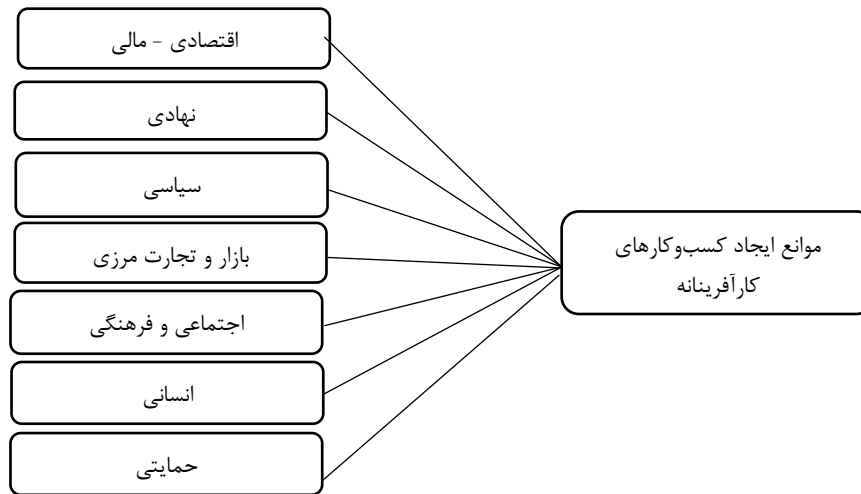 اقتصادی - مالی
نهادی
سیاسی
بازار و تجارت مرزی
اجتماعی و فرهنگی
انسانی
حمایتی
موانع ایجاد کسب‌وکارهای
کارآفرینانه